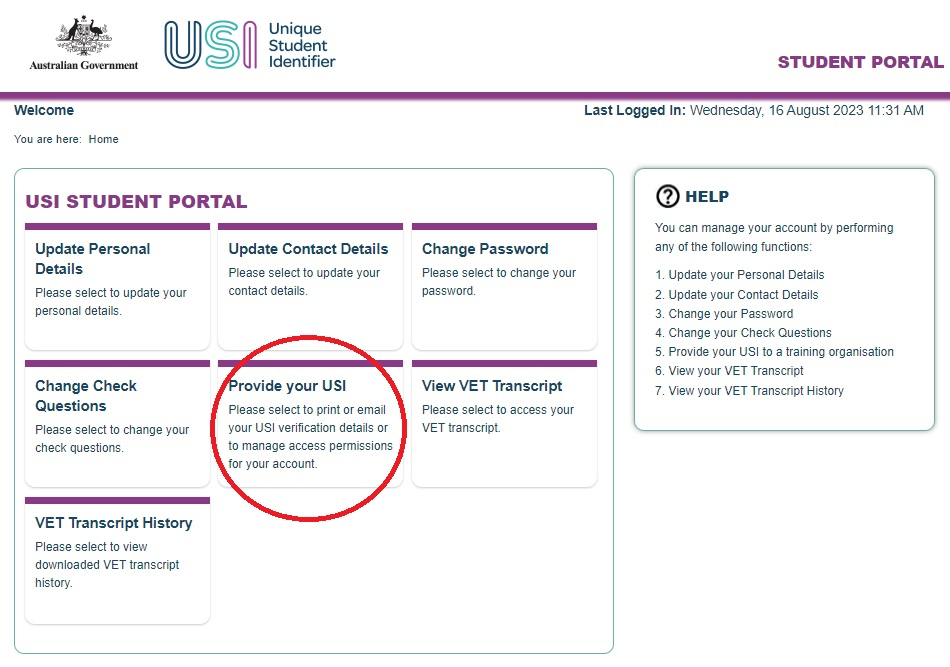 Australian Government
USI
Unique
Student
Identifier
STUDENT PORTAL
Welcome
Last Logged In: Wednesday, 16 August 2023 11:31 AM
You are here: Home
USI STUDENT PORTAL
Update Personal
Details
Please select to update your
personal details.
Update Contact Details
Please select to update your
contact details.
Change Password
Please select to change your
password.
Change Check
Questions
Please select to change your
check questions.
Provide your USI
Please select to print or email
your USI verification details or
to manage access permissions
for your account.
View VET Transcript
Please select to access your
VET transcript.
VET Transcript History
Please select to view
downloaded VET transcript
history.
? HELP
You can manage your account by performing
any of the following functions:
1. Update your Personal Details
2. Update your Contact Details
3. Change your Password
4. Change your Check Questions
5. Provide your USI to a training organisation
6. View your VET Transcript
7. View your VET Transcript History